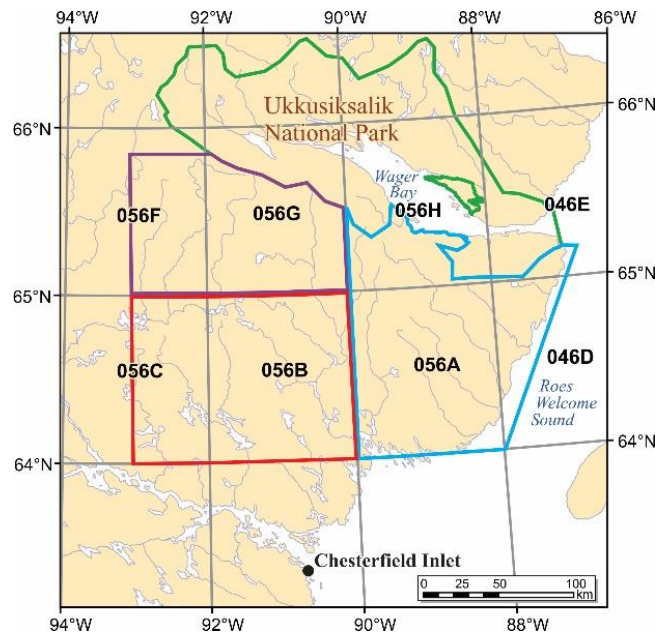 94°W
92°W
90°W
88°W
86°W
66°N
66°N
Ukkusiksalik
National Park
Wager
Bay
056F
056G
056H
046E
65°N
65°N
056C
056B
056A
046D
Roes
Welcome
Sound
64°N
64°N
Chesterfield Inlet
0 25 50 100
km
94°W
92°W
90°W
88°W